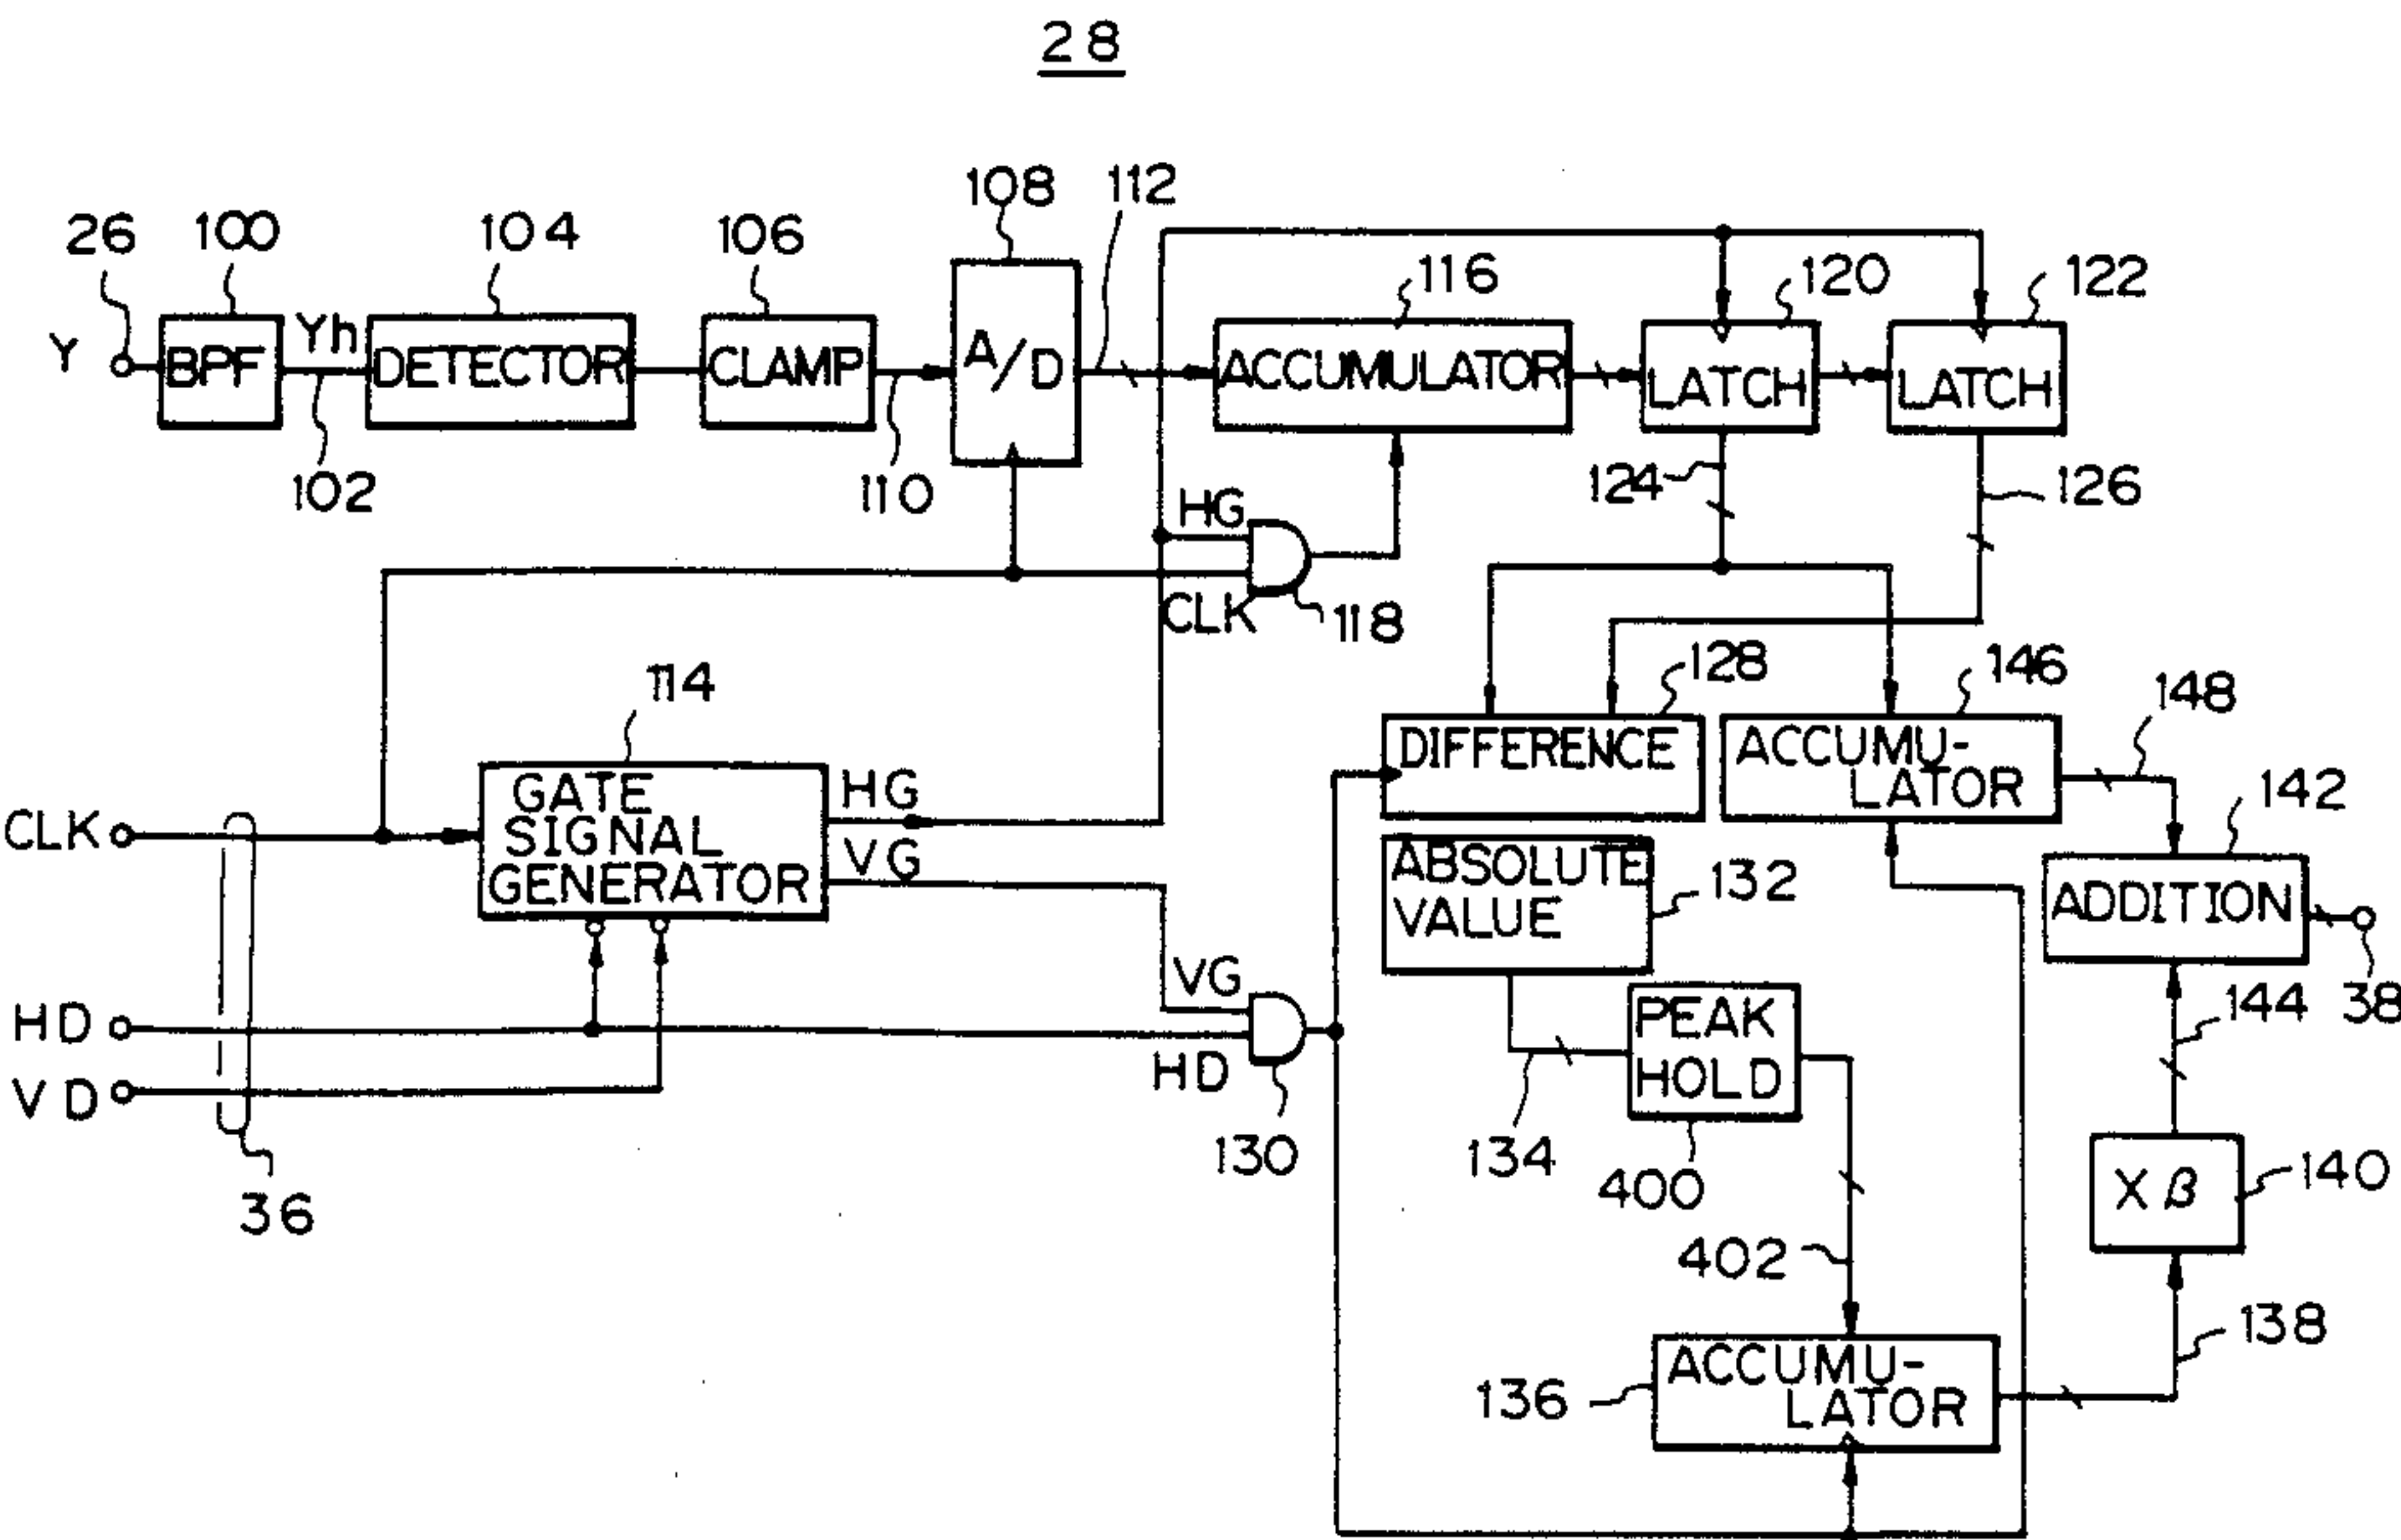 28
26
100
104
106
108
112
116
120
122
Y
BPF
Yh
DETECTOR
CLAMP
A/D
ACCUMULATOR
LATCH
LATCH
102
110
HG
CLK
118
124
126
114
128
146
148
GATE
SIGNAL
GENERATOR
HG
VG
DIFFERENCE
ACCUMU-
LATOR
142
CLK
ABSOLUTE
VALUE
132
ADDITION
38
HD
VD
36
VG
HD
130
134
PEAK
HOLD
400
402
144
Xβ
140
136
ACCUMU-
LATOR
138